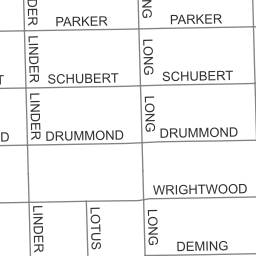 DER
PARKER
NG
PARKER
LINDER
SCHUBERT
LONG
SCHUBERT
T
LINDER
DRUMMOND
LONG
DRUMMOND
D
WRIGHTWOOD
LINDER
LOTUS
LONG
DEMING